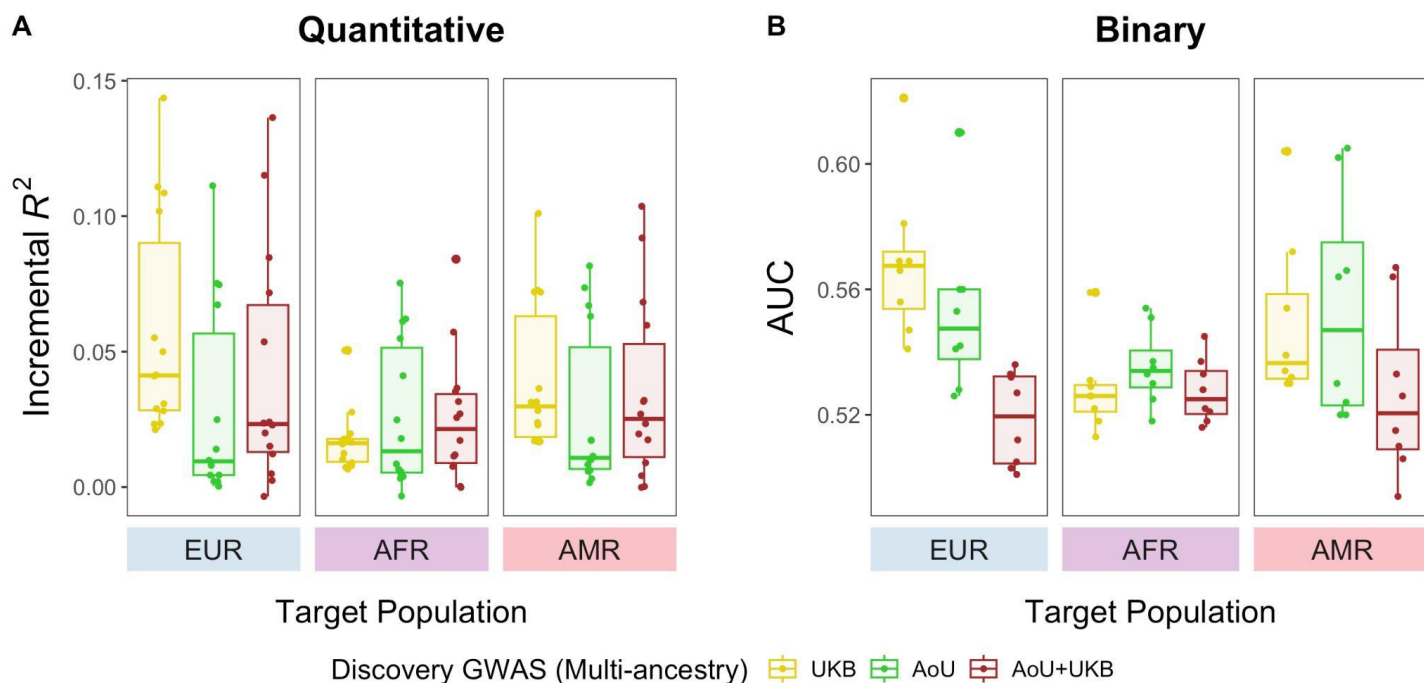 A
Quantitative
Incremental R²
0.15
0.10
0.05
0.00
EUR
AFR
AMR
Target Population
B
Binary
AUC
0.60
0.56
0.52
EUR
AFR
AMR
Target Population
Discovery GWAS (Multi-ancestry) UKB AoU AoU+UKB